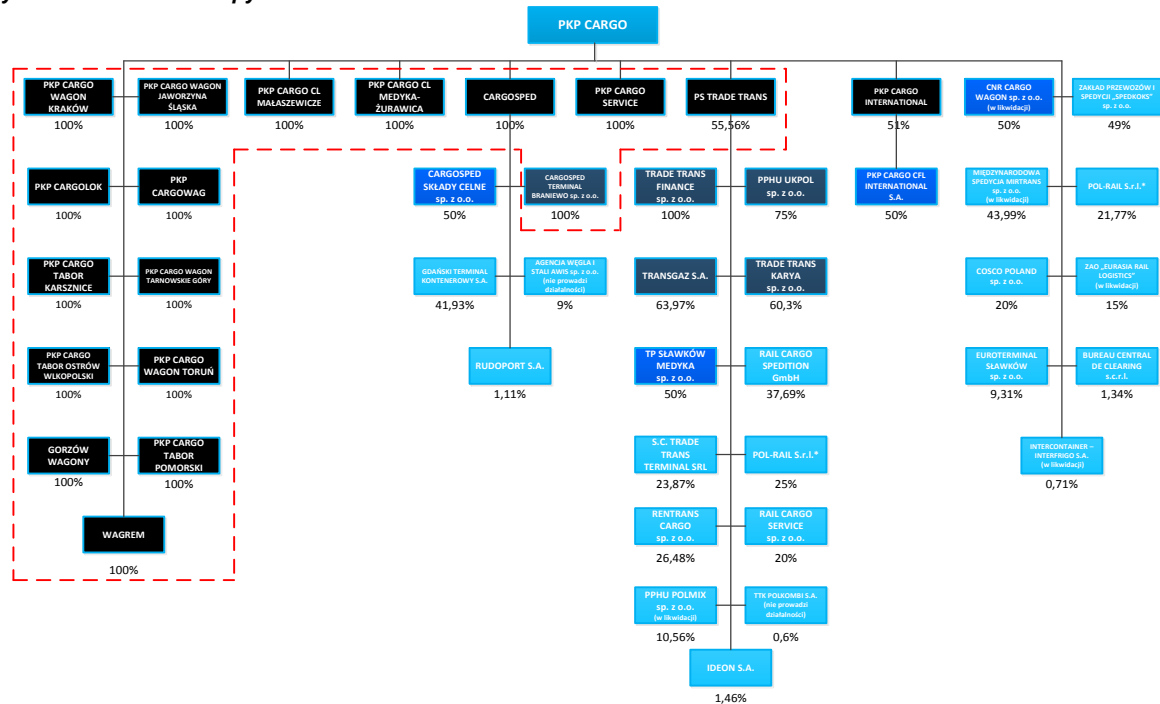 PKP CARGO
PKP CARGO
WAGON
KRAKÓW
100%
PKP CARGO WAGON
JAWORZYNA
ŚLĄSKA
100%
PKP CARGO CL
MAŁASZEWICZE
100%
PKP CARGO CL
MEDYKA-
ŻURAWICA
100%
CARGOSPED
100%
PKP CARGO
SERVICE
100%
PS TRADE TRANS
55,56%
PKP CARGO
INTERNATIONAL
51%
CNR CARGO
WAGON sp. z o.o.
(w likwidacji)
50%
ZAKŁAD PRZEWOZÓW I
SPEDYCJI „SPEDKOKS"
sp. z o.o.
49%
PKP CARGOLOK
100%
PKP
CARGOWAG
100%
CARGOSPED
SKŁADY CELNE
sp. z o.o.
50%
CARGOSPED
TERMINAL
BRANIEWO sp. z o.o.
100%
TRADE TRANS
FINANCE
sp. z o.o.
100%
PPHU UKPOL
sp. z o.o.
75%
PKP CARGO CFL
INTERNATIONAL
S.A.
50%
MIĘDZYNARODOWA
SPEDYCJA MIRTRANS
sp. z o.o.
(w likwidacji)
43,99%
POL-RAIL S.r.l.*
21,77%
PKP CARGO
TABOR
KARSZNICE
100%
PKP CARGO WAGON
TARNOWSKIE GÓRY
100%
GDAŃSKI TERMINAL
KONTENEROWY S.A.
41,93%
AGENCJA WĘGLA I
STALI AWIS sp. z o.o.
(nie prowadzi
działalności)
9%
TRANSGAZ S.A.
63,97%
TRADE TRANS
KARYA
sp. z o.o.
60,3%
COSCO POLAND
sp. z o.o.
20%
ZAO „EURASIA RAIL
LOGISTICS"
(w likwidacji)
15%
PKP CARGO
TABOR OSTRÓW
WLKOPOLSKI
100%
PKP CARGO
WAGON TORUŃ
100%
RUDOPORT S.A.
1,11%
TP SŁAWKÓW
MEDYKA
sp. z o.o.
50%
RAIL CARGO
SPEDITION
GmbH
37,69%
EUROTERMINAL
SŁAWKÓW
sp. z o.o.
9,31%
BUREAU CENTRAL
DE CLEARING
s.c.r.l.
1,34%
GORZÓW
WAGONY
100%
PKP CARGO
TABOR
POMORSKI
100%
S.C. TRADE
TRANS
TERMINAL SRL
23,87%
POL-RAIL S.r.l.*
25%
INTERCONTAINER –
INTERFRIGO S.A.
(w likwidacji)
0,71%
WAGREM
100%
RENTRANS
CARGO
sp. z o.o.
26,48%
RAIL CARGO
SERVICE
sp. z o.o.
20%
PPHU POLMIX
sp. z o.o.
(w likwidacji)
10,56%
TTK POLKOMBI S.A.
(nie prowadzi
działalności)
0,6%
IDEON S.A.
1,46%